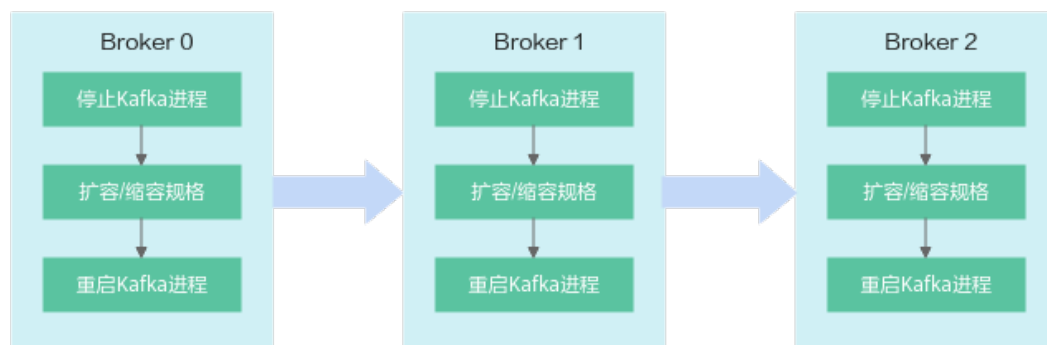 Broker 0
停止Kafka进程
扩容/缩容规格
重启Kafka进程
Broker 1
停止Kafka进程
扩容/缩容规格
重启Kafka进程
Broker 2
停止Kafka进程
扩容/缩容规格
重启Kafka进程